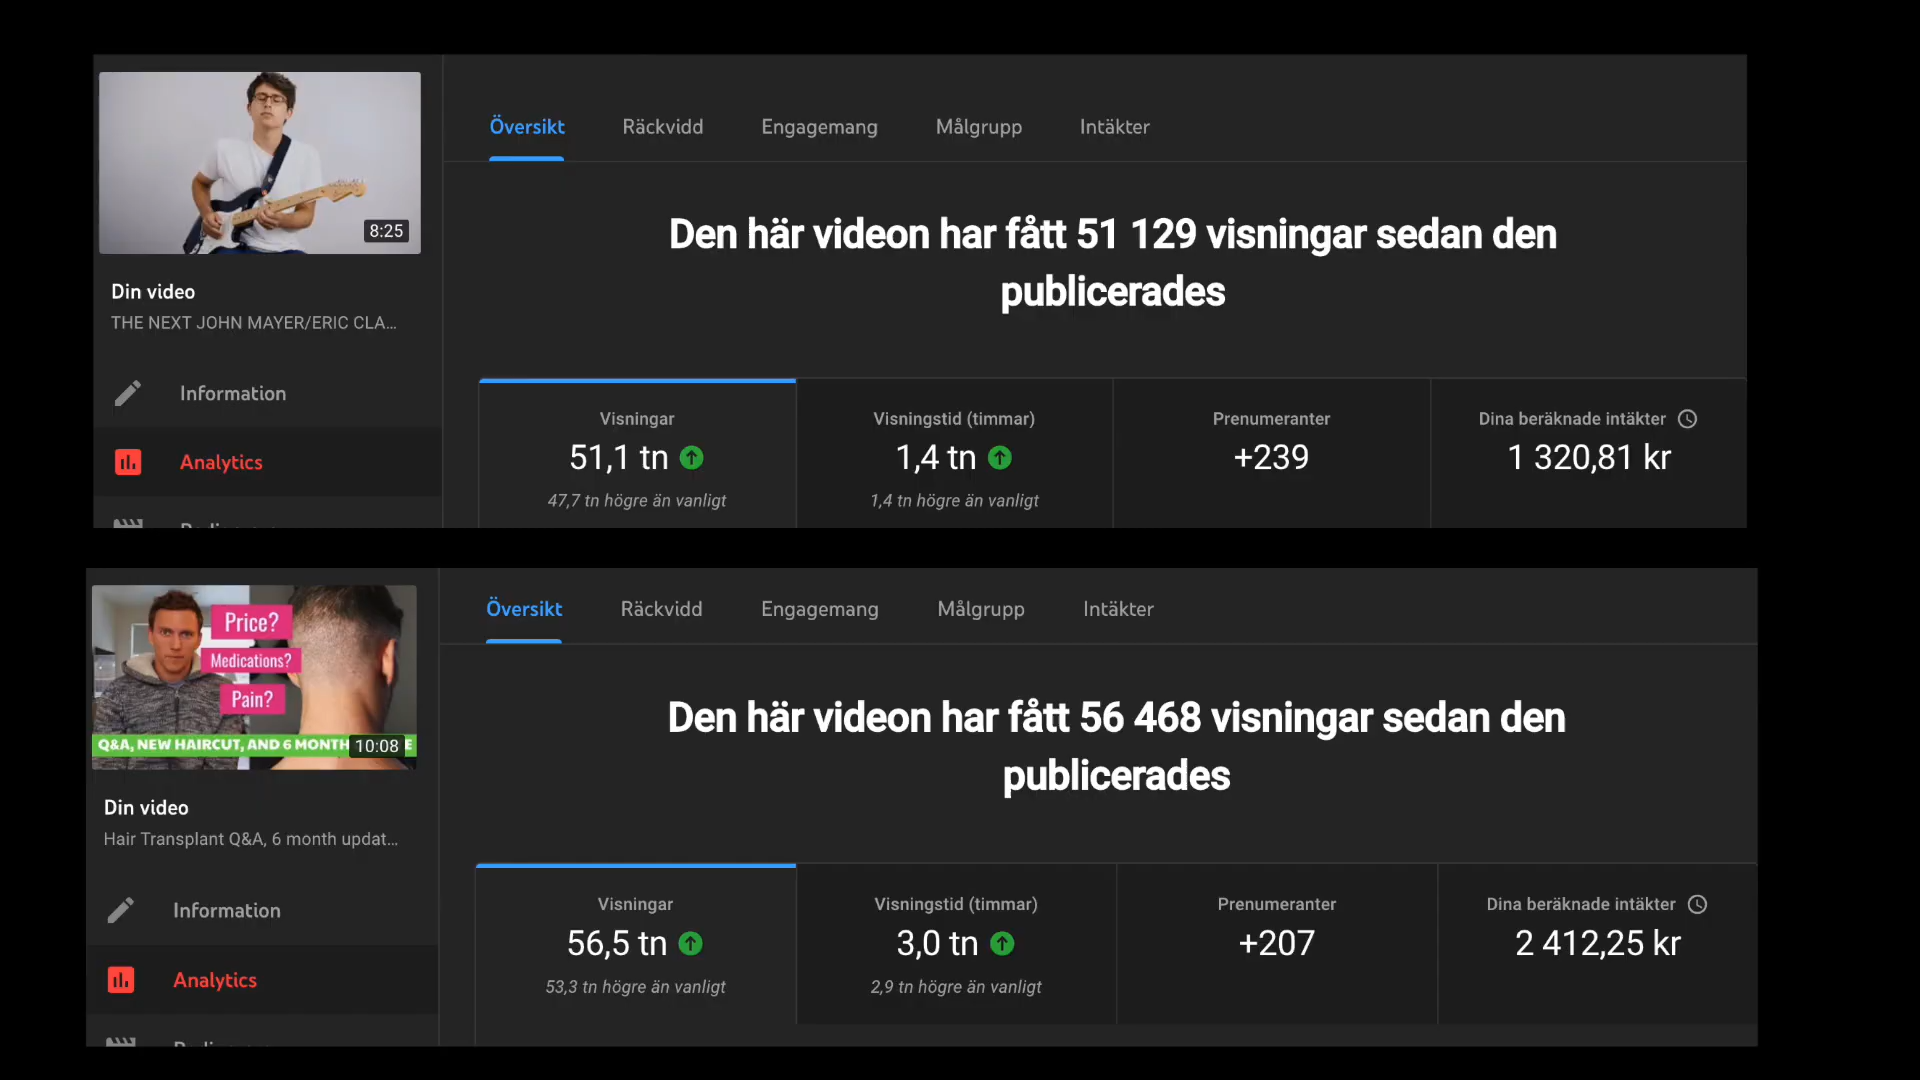 8:25
Din video
THE NEXT JOHN MAYER/ERIC CLA...
Information
Analytics
Översikt
Räckvidd
Engagemang
Målgrupp
Intäkter
Den här videon har fått 51 129 visningar sedan den
publicerades
Visningar
51,1 tn
47,7 tn högre än vanligt
Visningstid (timmar)
1,4 tn
1,4 tn högre än vanligt
Prenumeranter
+239
Dina beräknade intäkter
1 320,81 kr
Price?
Medications?
Pain?
Q&A, NEW HAIRCUT, AND 6 MONTH
10:08
Din video
Hair Transplant Q&A, 6 month updat...
Information
Analytics
Översikt
Räckvidd
Engagemang
Målgrupp
Intäkter
Den här videon har fått 56 468 visningar sedan den
publicerades
Visningar
56,5 tn
53,3 tn högre än vanligt
Visningstid (timmar)
3,0 tn
2,9 tn högre än vanligt
Prenumeranter
+207
Dina beräknade intäkter
2 412,25 kr